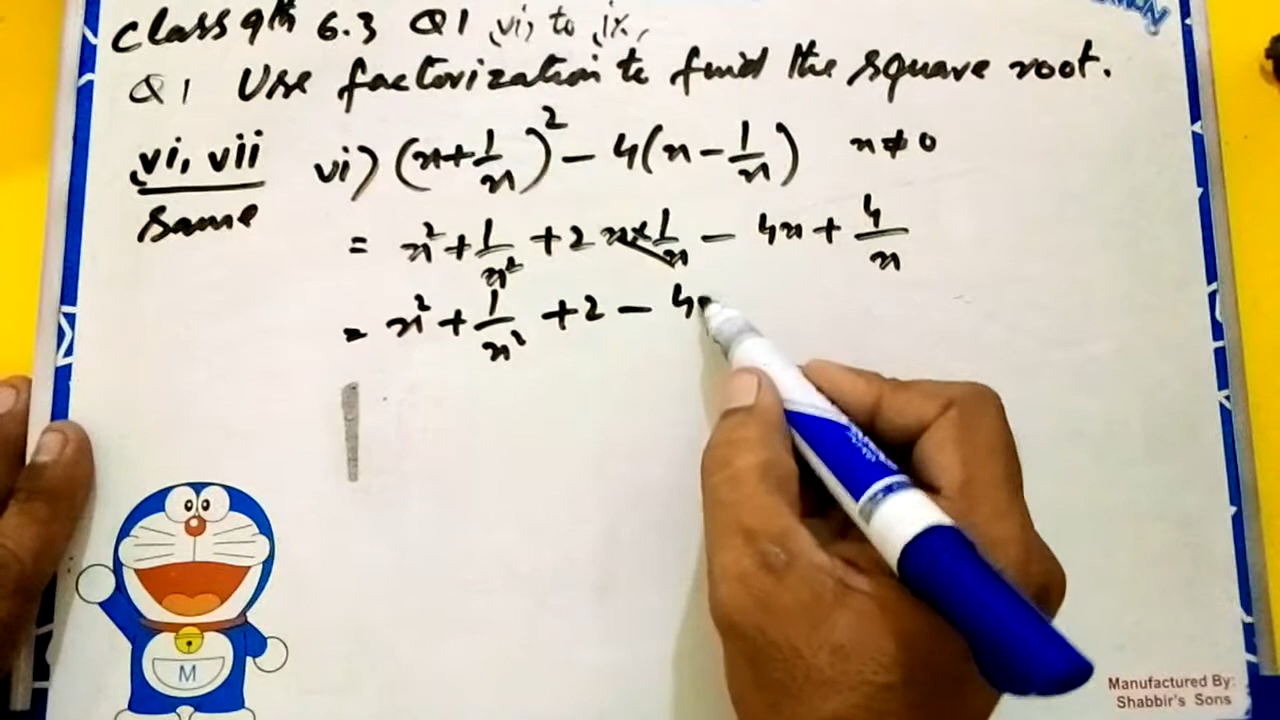 Class 9th 6.3 Q1 vi, to ix,
Q1 Use factorization to find the square root.
vi, vii
same
vi) (x+1/x)² - 4(x-1/x) x≠0
= x²+1/x² +2x×1/x - 4x+4/x
= x²+1/x² +2 - 4x
M
Manufactured By:
Shabbir's Sons